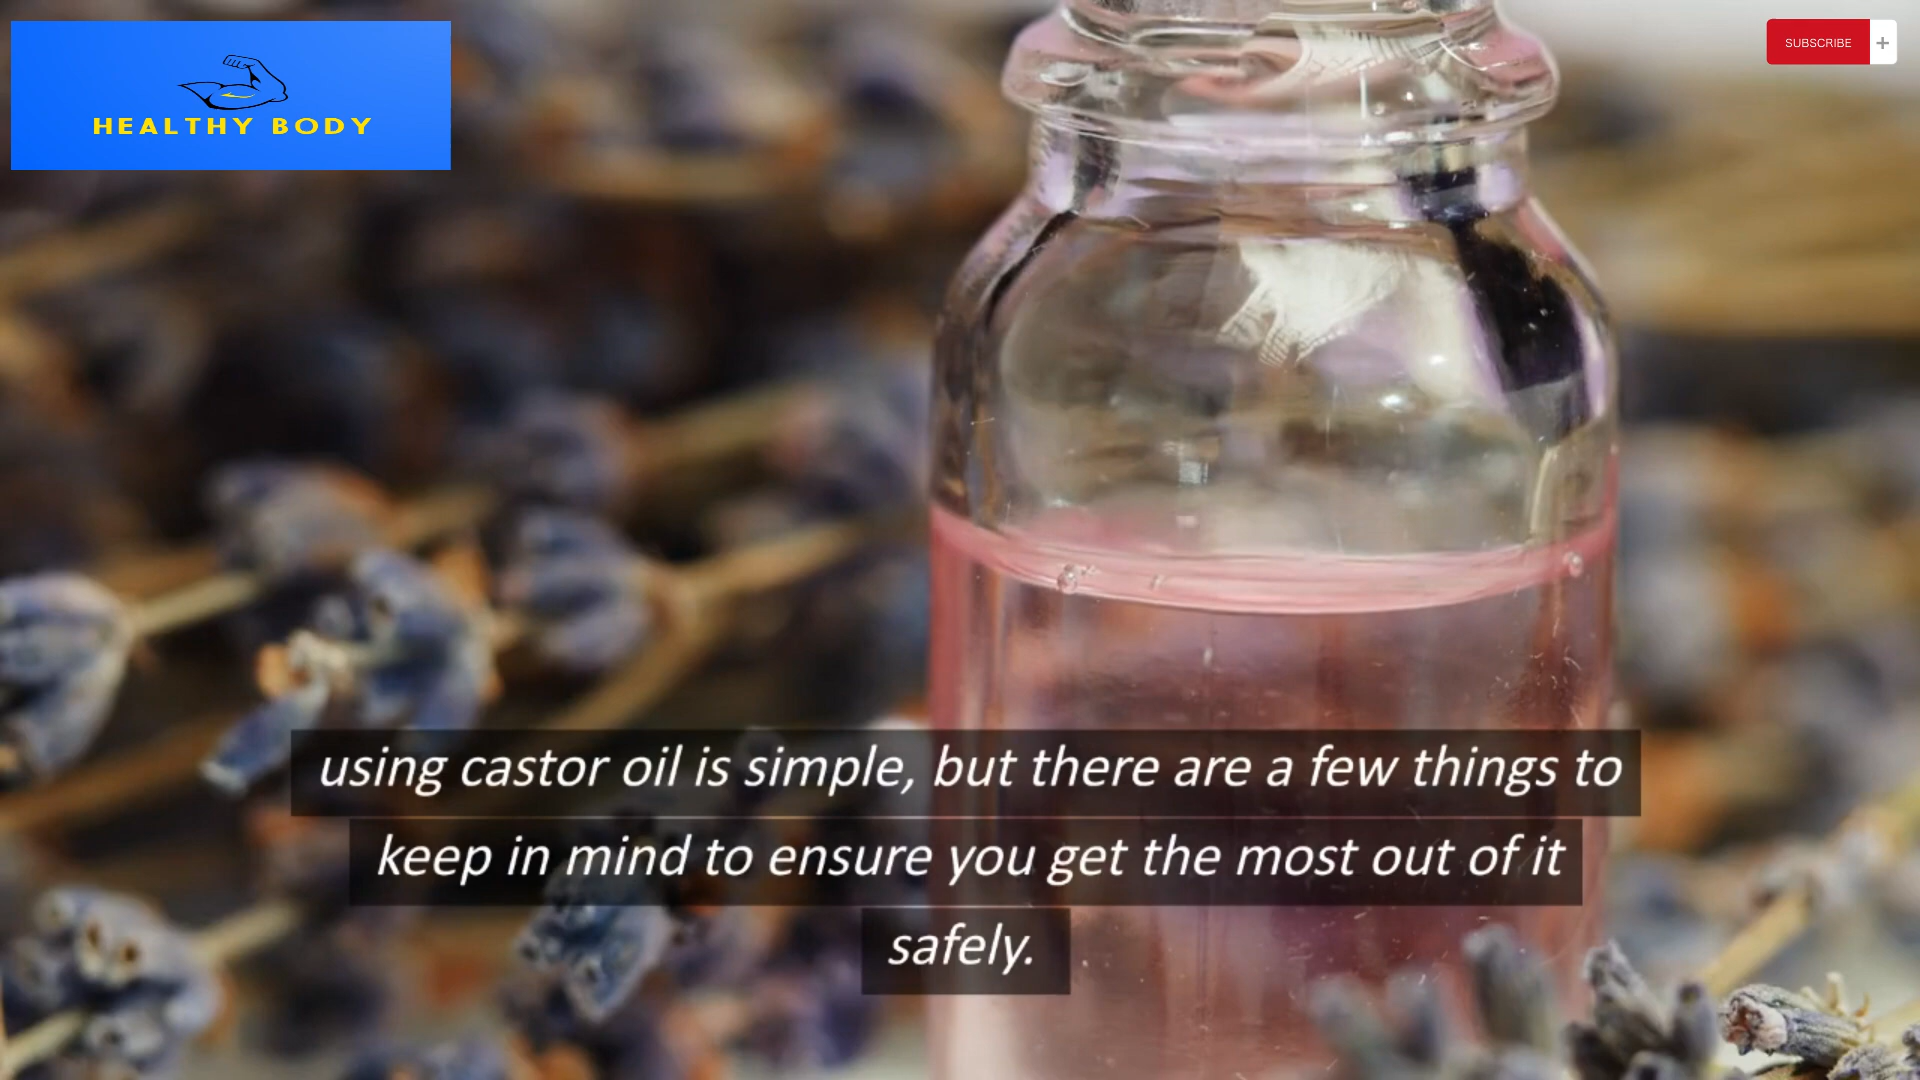 HEALTHY BODY
SUBSCRIBE +
using castor oil is simple, but there are a few things to
keep in mind to ensure you get the most out of it
safely.